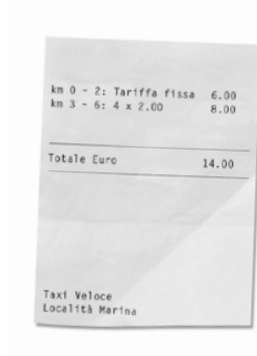 km 0 - 2: Tariffa fissa 6.00
km 3 - 6: 4 x 2.00 8.00
Totale Euro 14.00
Taxi Veloce
Località Marina